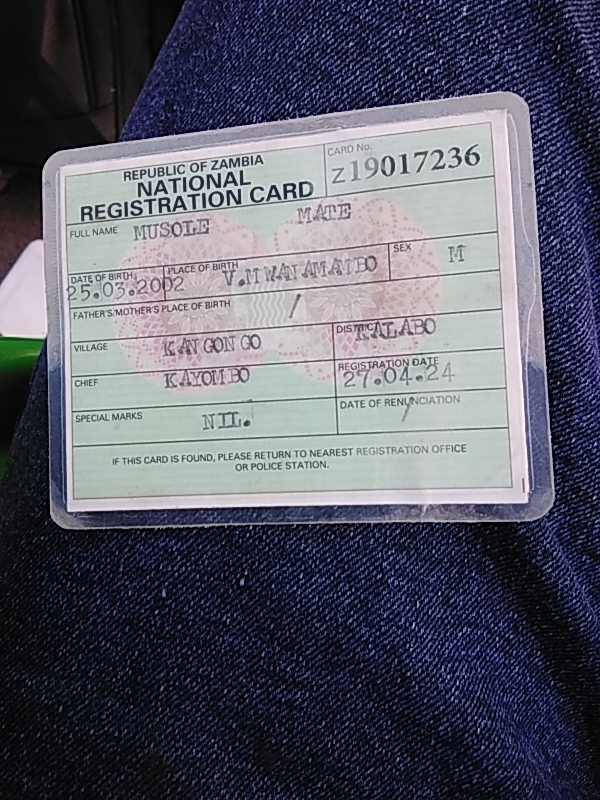 REPUBLIC OF ZAMBIA
NATIONAL
REGISTRATION CARD
CARD No.
Z19017236
FULL NAME MUSOLE MATE
DATE OF BIRTH 25.03.2002 PLACE OF BIRTH V.MWANAMAMBO SEX M
FATHER'S/MOTHER'S PLACE OF BIRTH /
VILLAGE KANGONGO DISTRICT KALABO
CHIEF KAYOMBO REGISTRATION DATE 27.04.24
SPECIAL MARKS NIL. DATE OF RENUNCIATION /
IF THIS CARD IS FOUND, PLEASE RETURN TO NEAREST REGISTRATION OFFICE
OR POLICE STATION.